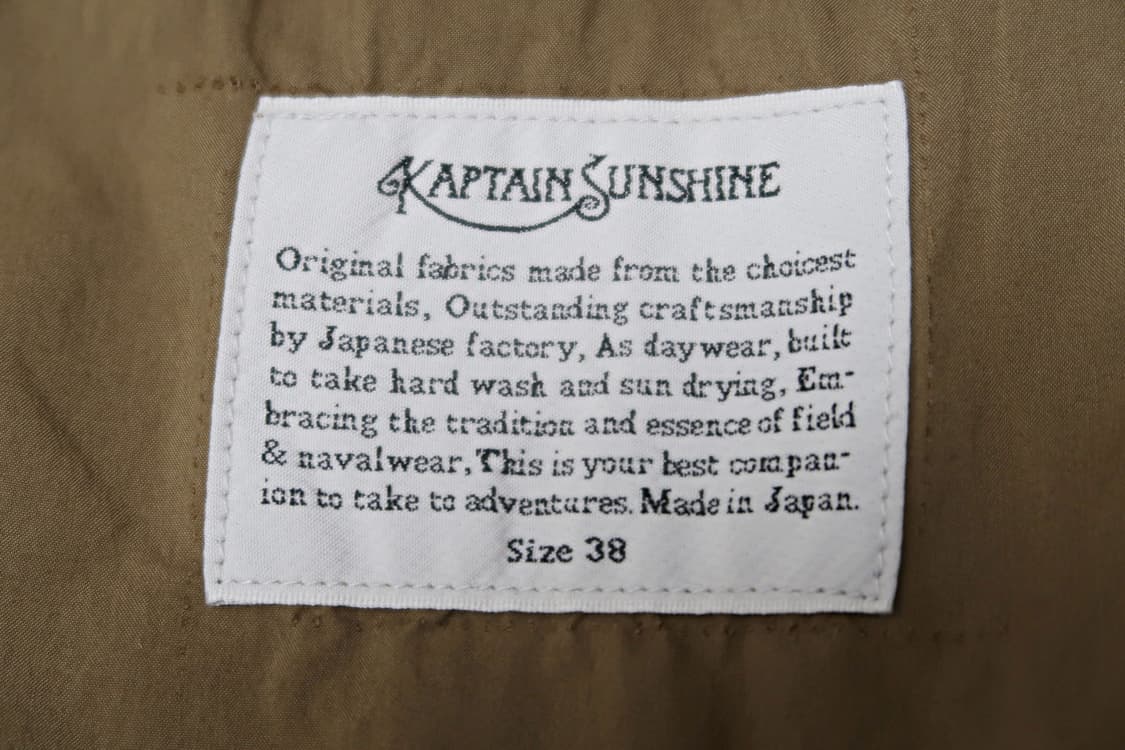 KAPTAIN SUNSHINE
Original fabrics made from the choicest
materials, Outstanding craftsmanship
by Japanese factory, As daywear, built
to take hard wash and sun drying, Em-
bracing the tradition and essence of field
& navalwear, This is your best compan-
ion to take to adventures. Made in Japan.
Size 38